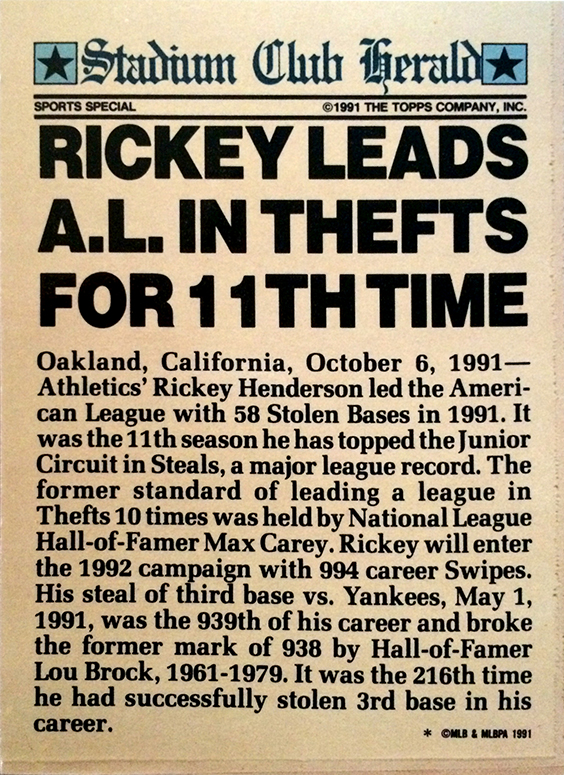 Stadium Club Herald
SPORTS SPECIAL ©1991 THE TOPPS COMPANY, INC.
RICKEY LEADS
A.L. IN THEFTS
FOR 11TH TIME
Oakland, California, October 6, 1991—
Athletics' Rickey Henderson led the Ameri-
can League with 58 Stolen Bases in 1991. It
was the 11th season he has topped the Junior
Circuit in Steals, a major league record. The
former standard of leading a league in
Thefts 10 times was held by National League
Hall-of-Famer Max Carey. Rickey will enter
the 1992 campaign with 994 career Swipes.
His steal of third base vs. Yankees, May 1,
1991, was the 939th of his career and broke
the former mark of 938 by Hall-of-Famer
Lou Brock, 1961-1979. It was the 216th time
he had successfully stolen 3rd base in his
career.
* ©MLB & MLBPA 1991